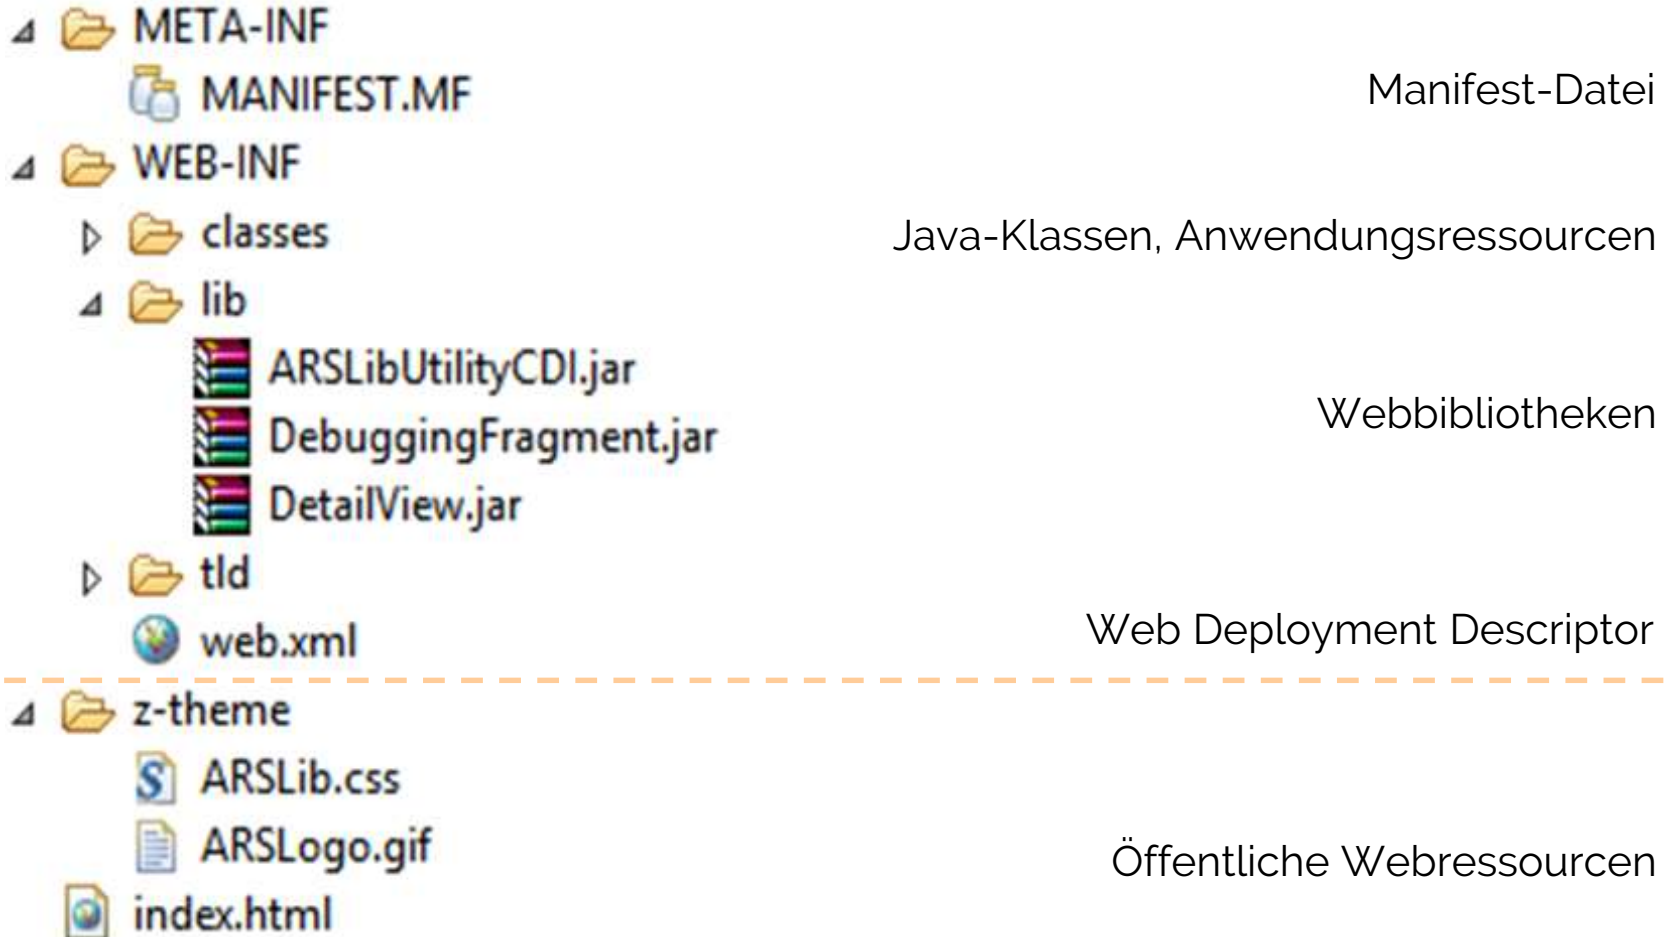 META-INF
MANIFEST.MF Manifest-Datei
WEB-INF
classes Java-Klassen, Anwendungsressourcen
lib
ARSLibUtilityCDI.jar
DebuggingFragment.jar Webbibliotheken
DetailView.jar
tld
web.xml Web Deployment Descriptor
z-theme
ARSLib.css
ARSLogo.gif Öffentliche Webressourcen
index.html